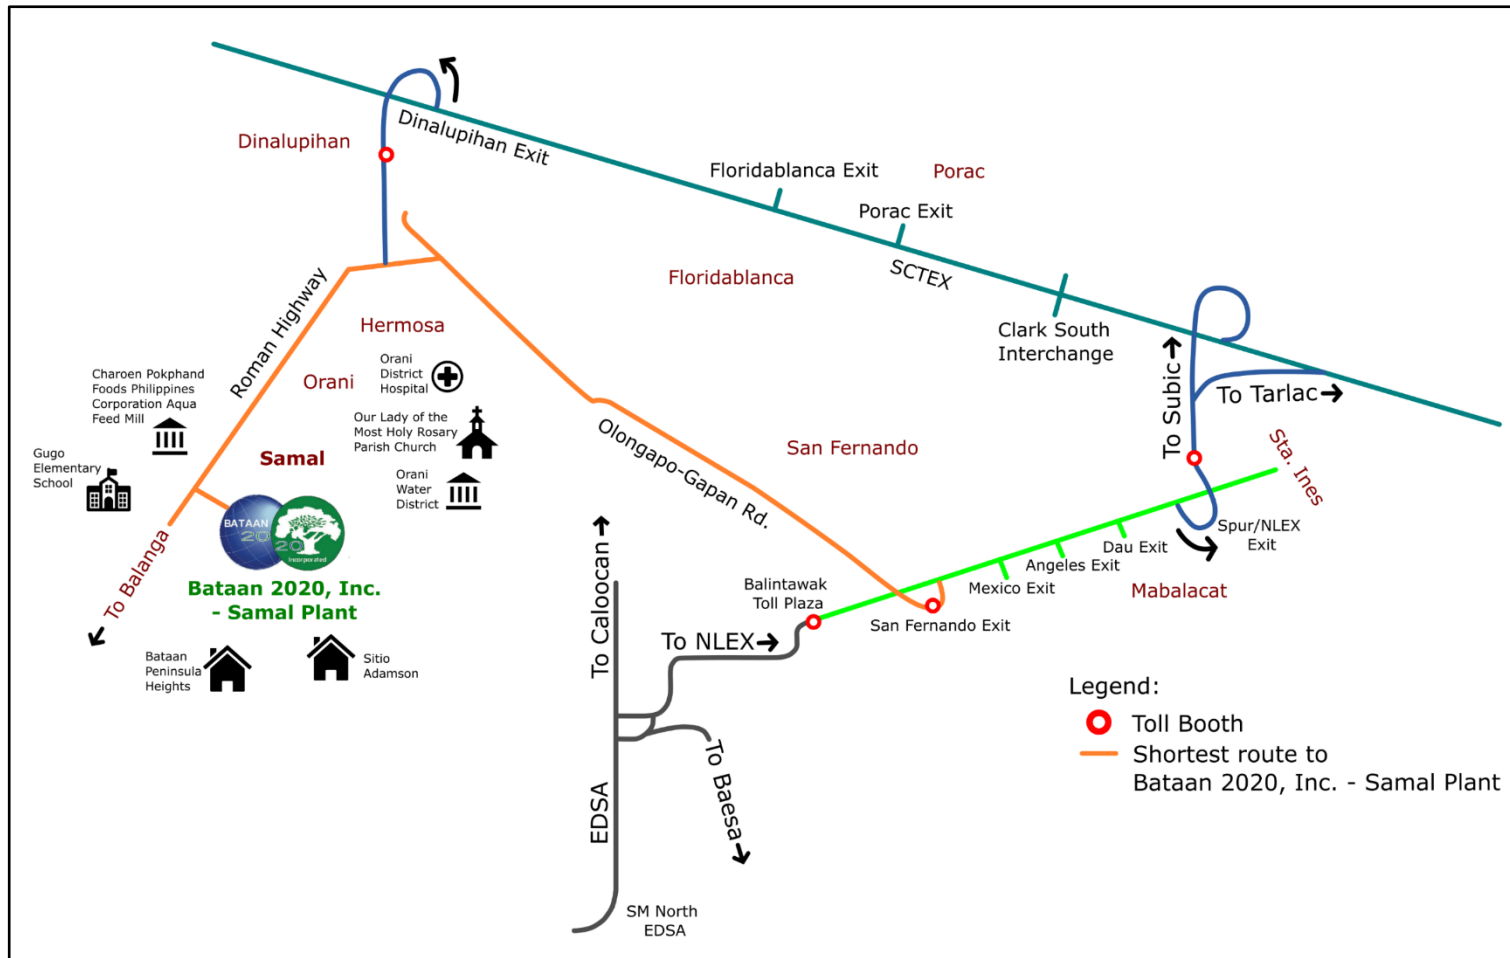 Dinalupihan
Dinalupihan Exit
Floridablanca Exit
Porac
Porac Exit
SCTEX
Floridablanca
Clark South
Interchange
To Subic
To Tarlac
Roman Highway
Hermosa
Orani
Orani
District
Hospital
Charoen Pokphand
Foods Philippines
Corporation Aqua
Feed Mill
Our Lady of the
Most Holy Rosary
Parish Church
Gugo
Elementary
School
Samal
Orani
Water
District
Olongapo-Gapan Rd.
San Fernando
Sta. Ines
BATAAN
2020
Incorporated
Spur/NLEX
Exit
Dau Exit
Angeles Exit
Mexico Exit
Mabalacat
San Fernando Exit
Balintawak
Toll Plaza
To Balanga
Bataan 2020, Inc.
- Samal Plant
Bataan
Peninsula
Heights
Sitio
Adamson
To Caloocan
To NLEX
To Baesa
EDSA
SM North
EDSA
Legend:
Toll Booth
Shortest route to
Bataan 2020, Inc. - Samal Plant